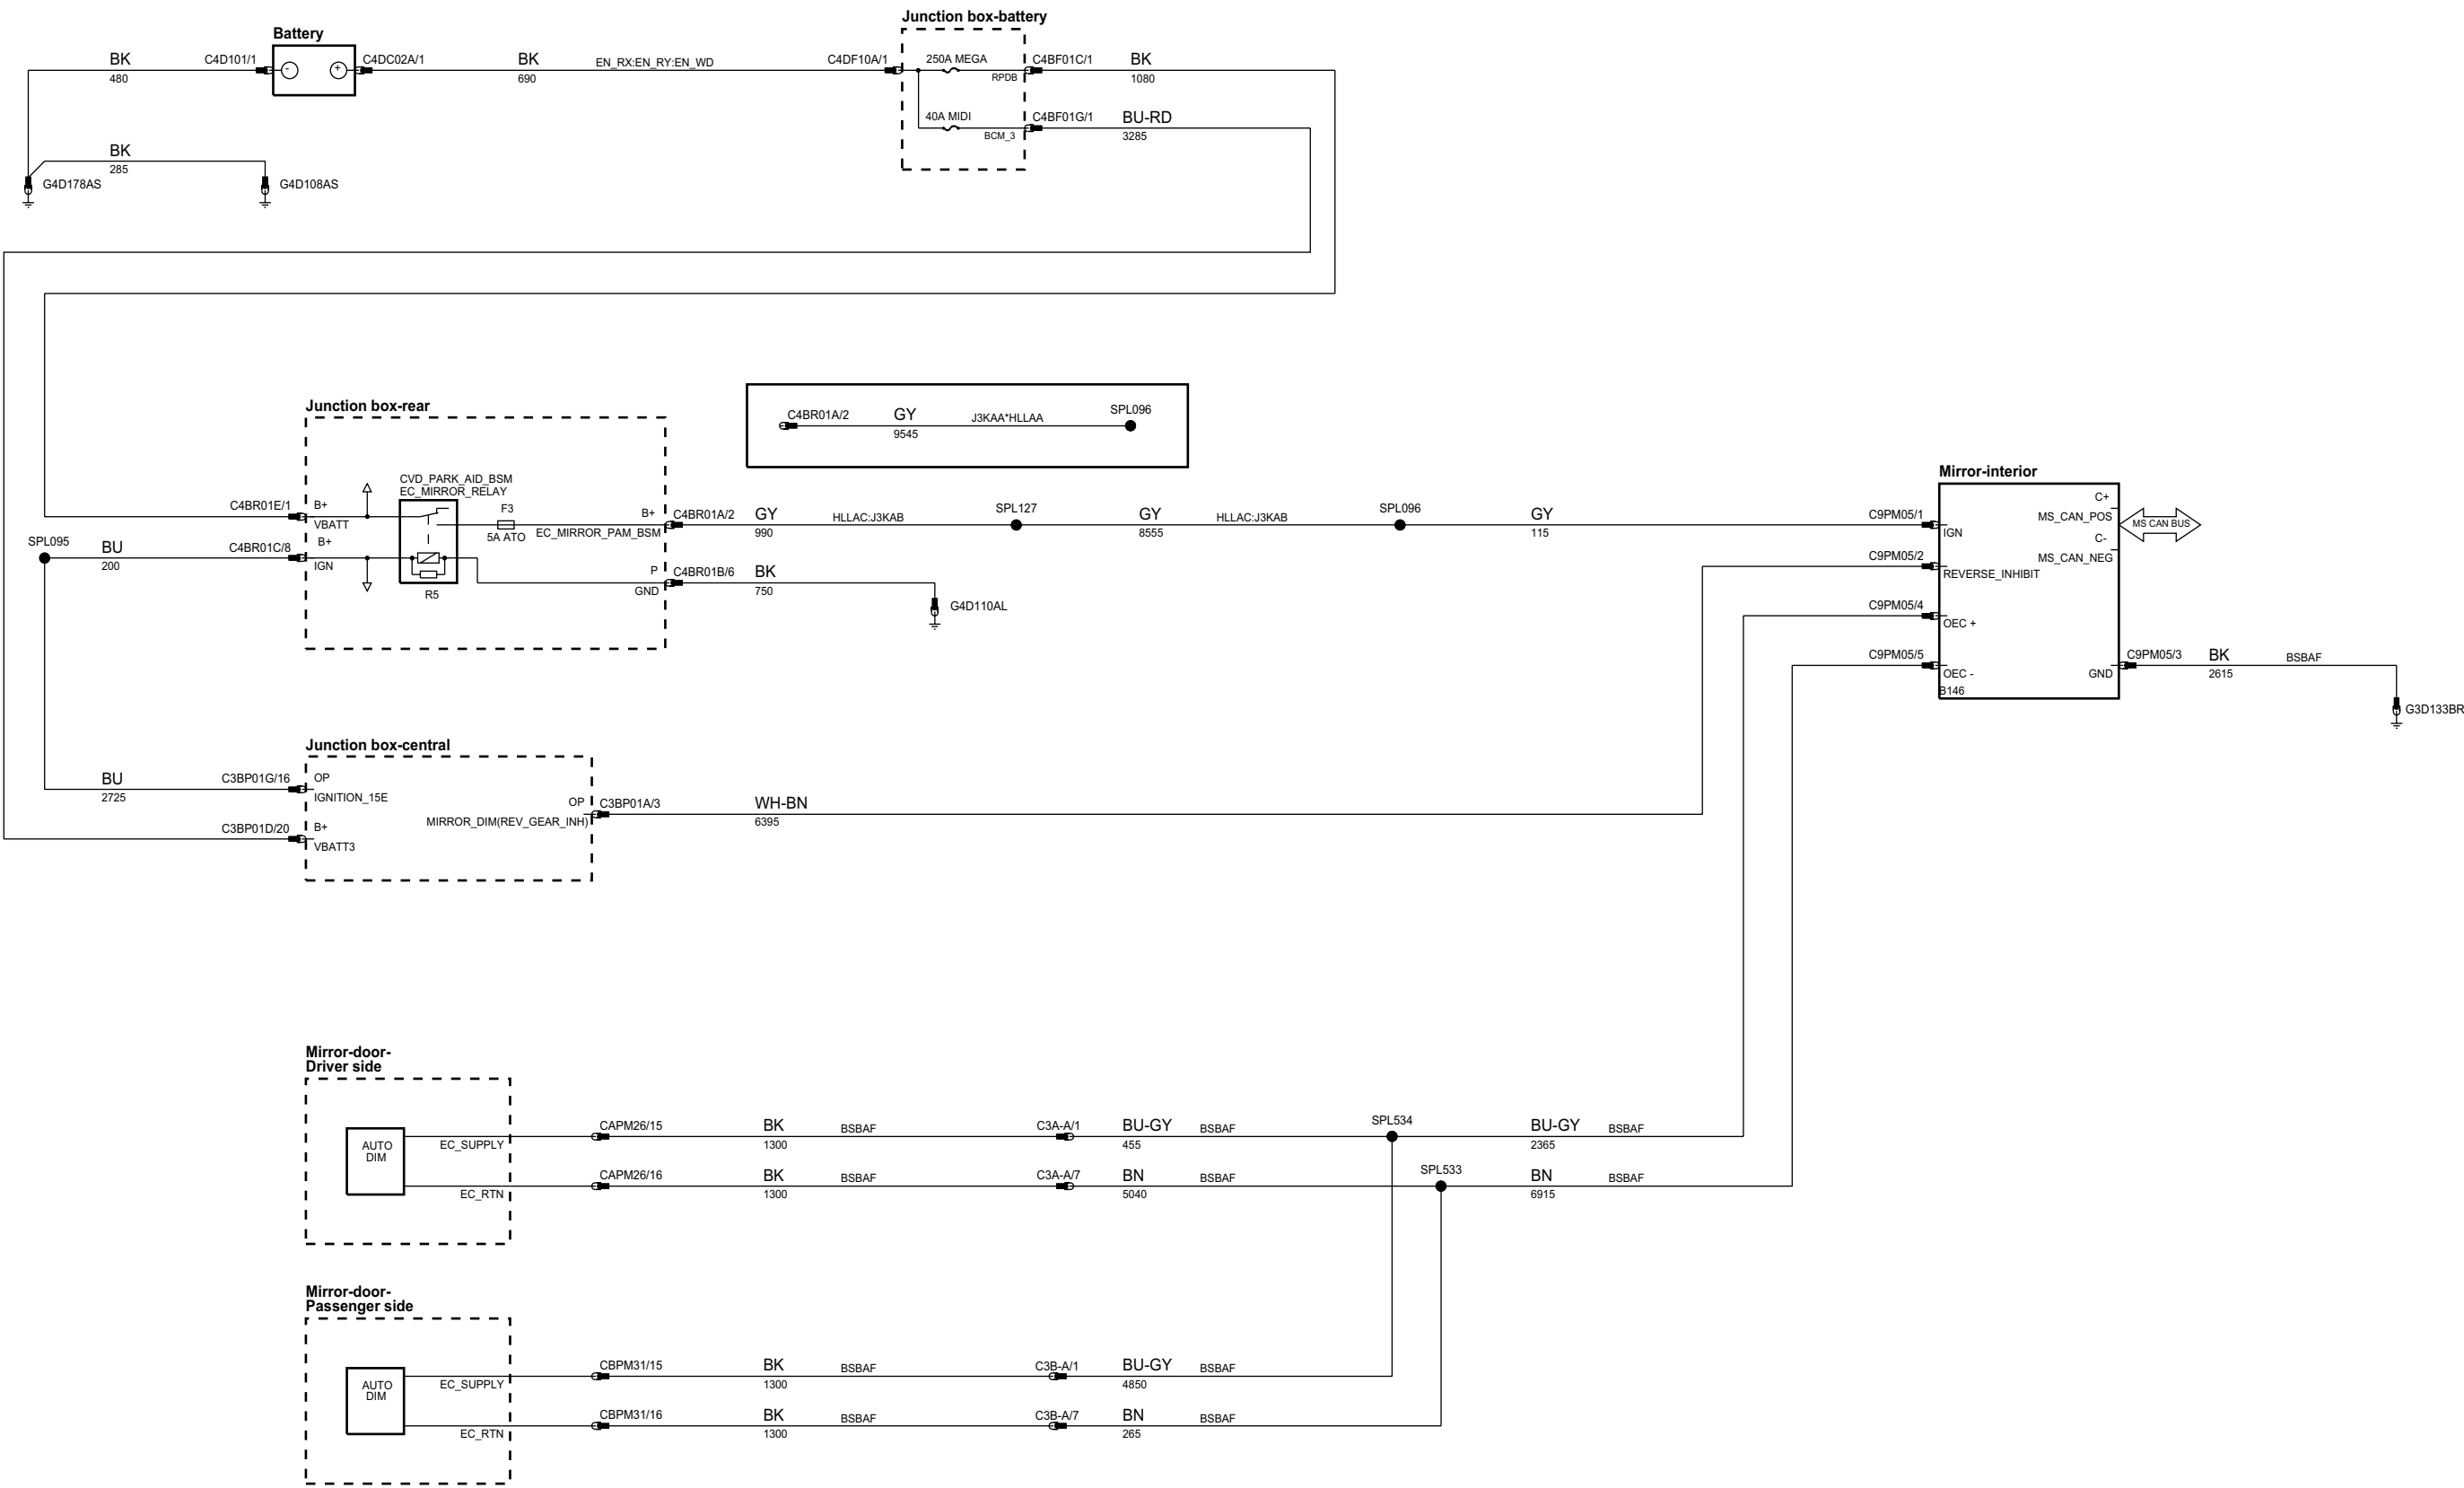 Junction box-battery
Battery
BK
480
C4D101/1
-
+
C4DC02A/1
BK
690
EN_RX:EN_RY:EN_WD
C4DF10A/1
250A MEGA
RPDB
C4BF01C/1
BK
1080
40A MIDI
BCM_3
C4BF01G/1
BU-RD
3285
BK
285
G4D178AS
G4D108AS
C4BR01A/2
GY
9545
J3KAA*HLLAA
SPL096
Junction box-rear
CVD_PARK_AID_BSM
EC_MIRROR_RELAY
C4BR01E/1
B+
VBATT
F3
5A ATO
B+
EC_MIRROR_PAM_BSM
C4BR01A/2
GY
990
HLLAC:J3KAB
SPL127
GY
8555
HLLAC:J3KAB
SPL096
GY
115
SPL095
BU
200
C4BR01C/8
B+
IGN
R5
P
GND
C4BR01B/6
BK
750
G4D110AL
Mirror-interior
C9PM05/1
IGN
C+
MS_CAN_POS
MS CAN BUS
C-
MS_CAN_NEG
C9PM05/2
REVERSE_INHIBIT
C9PM05/4
OEC +
C9PM05/5
OEC -
B146
GND
C9PM05/3
BK
2615
BSBAF
G3D133BR
Junction box-central
BU
2725
C3BP01G/16
OP
IGNITION_15E
C3BP01D/20
B+
VBATT3
OP
MIRROR_DIM(REV_GEAR_INH)
C3BP01A/3
WH-BN
6395
Mirror-door-
Driver side
AUTO
DIM
EC_SUPPLY
CAPM26/15
BK
1300
BSBAF
C3A-A/1
BU-GY
455
BSBAF
SPL534
BU-GY
2365
BSBAF
EC_RTN
CAPM26/16
BK
1300
BSBAF
C3A-A/7
BN
5040
BSBAF
SPL533
BN
6915
BSBAF
Mirror-door-
Passenger side
AUTO
DIM
EC_SUPPLY
CBPM31/15
BK
1300
BSBAF
C3B-A/1
BU-GY
4850
BSBAF
EC_RTN
CBPM31/16
BK
1300
BSBAF
C3B-A/7
BN
265
BSBAF